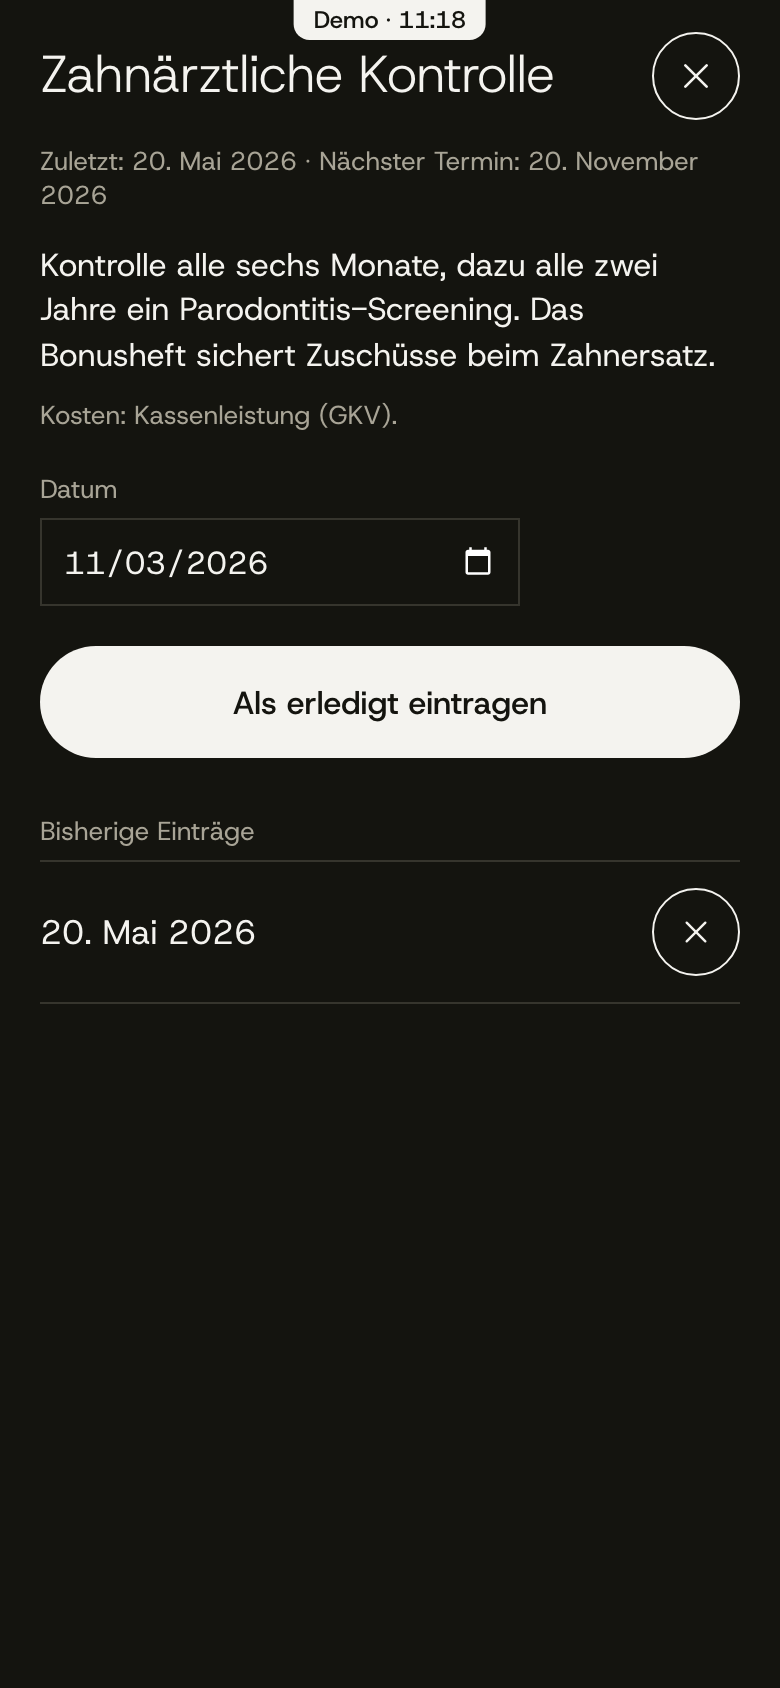 Demo · 11:18
Zahnärztliche Kontrolle
Zuletzt: 20. Mai 2026 · Nächster Termin: 20. November
2026
Kontrolle alle sechs Monate, dazu alle zwei
Jahre ein Parodontitis-Screening. Das
Bonusheft sichert Zuschüsse beim Zahnersatz.
Kosten: Kassenleistung (GKV).
Datum
11/03/2026
Als erledigt eintragen
Bisherige Einträge
20. Mai 2026